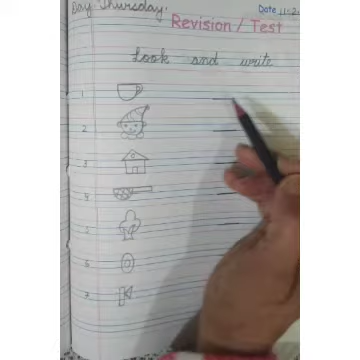 Day Thursday
Date 11-2
Revision / Test
Look and write
1
2
3
4
5
6
7